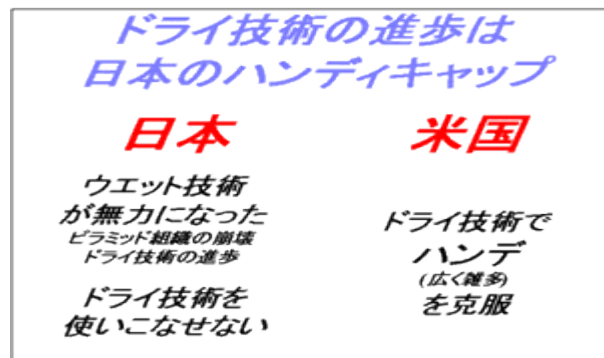 ドライ技術の進歩は
日本のハンディキャップ
日本
ウエット技術
が無力になった
ピラミッド組織の崩壊
ドライ技術の進歩
ドライ技術を
使いこなせない
米国
ドライ技術で
ハンデ
(広く雑多)
を克服